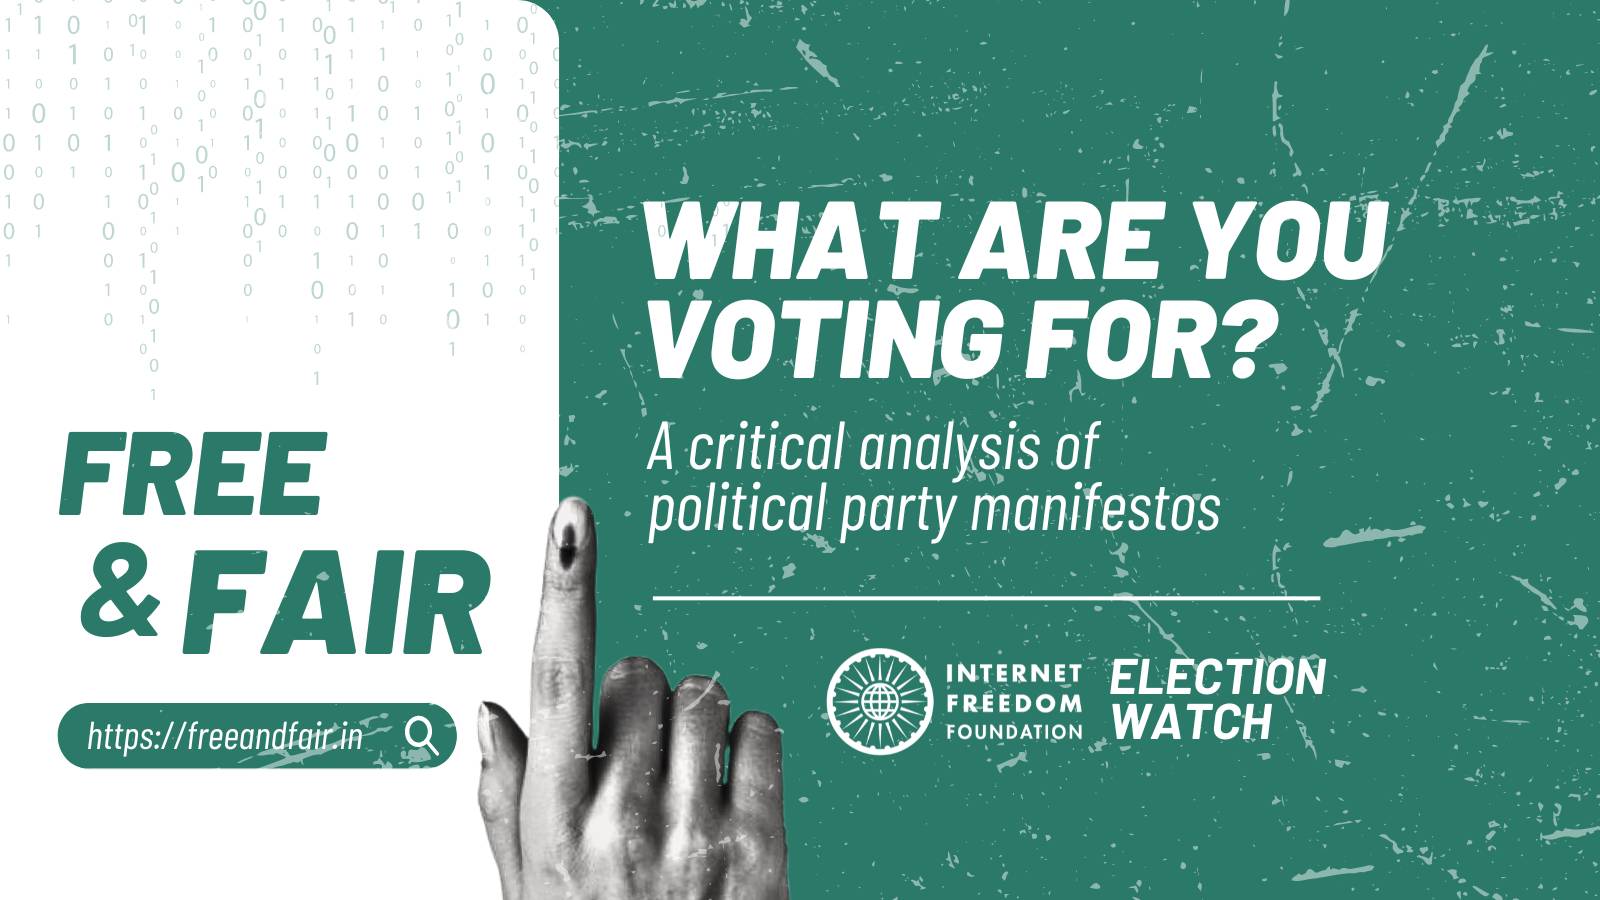 FREE
& FAIR
https://freeandfair.in
WHAT ARE YOU
VOTING FOR?
A critical analysis of
political party manifestos
INTERNET
FREEDOM
FOUNDATION
ELECTION
WATCH